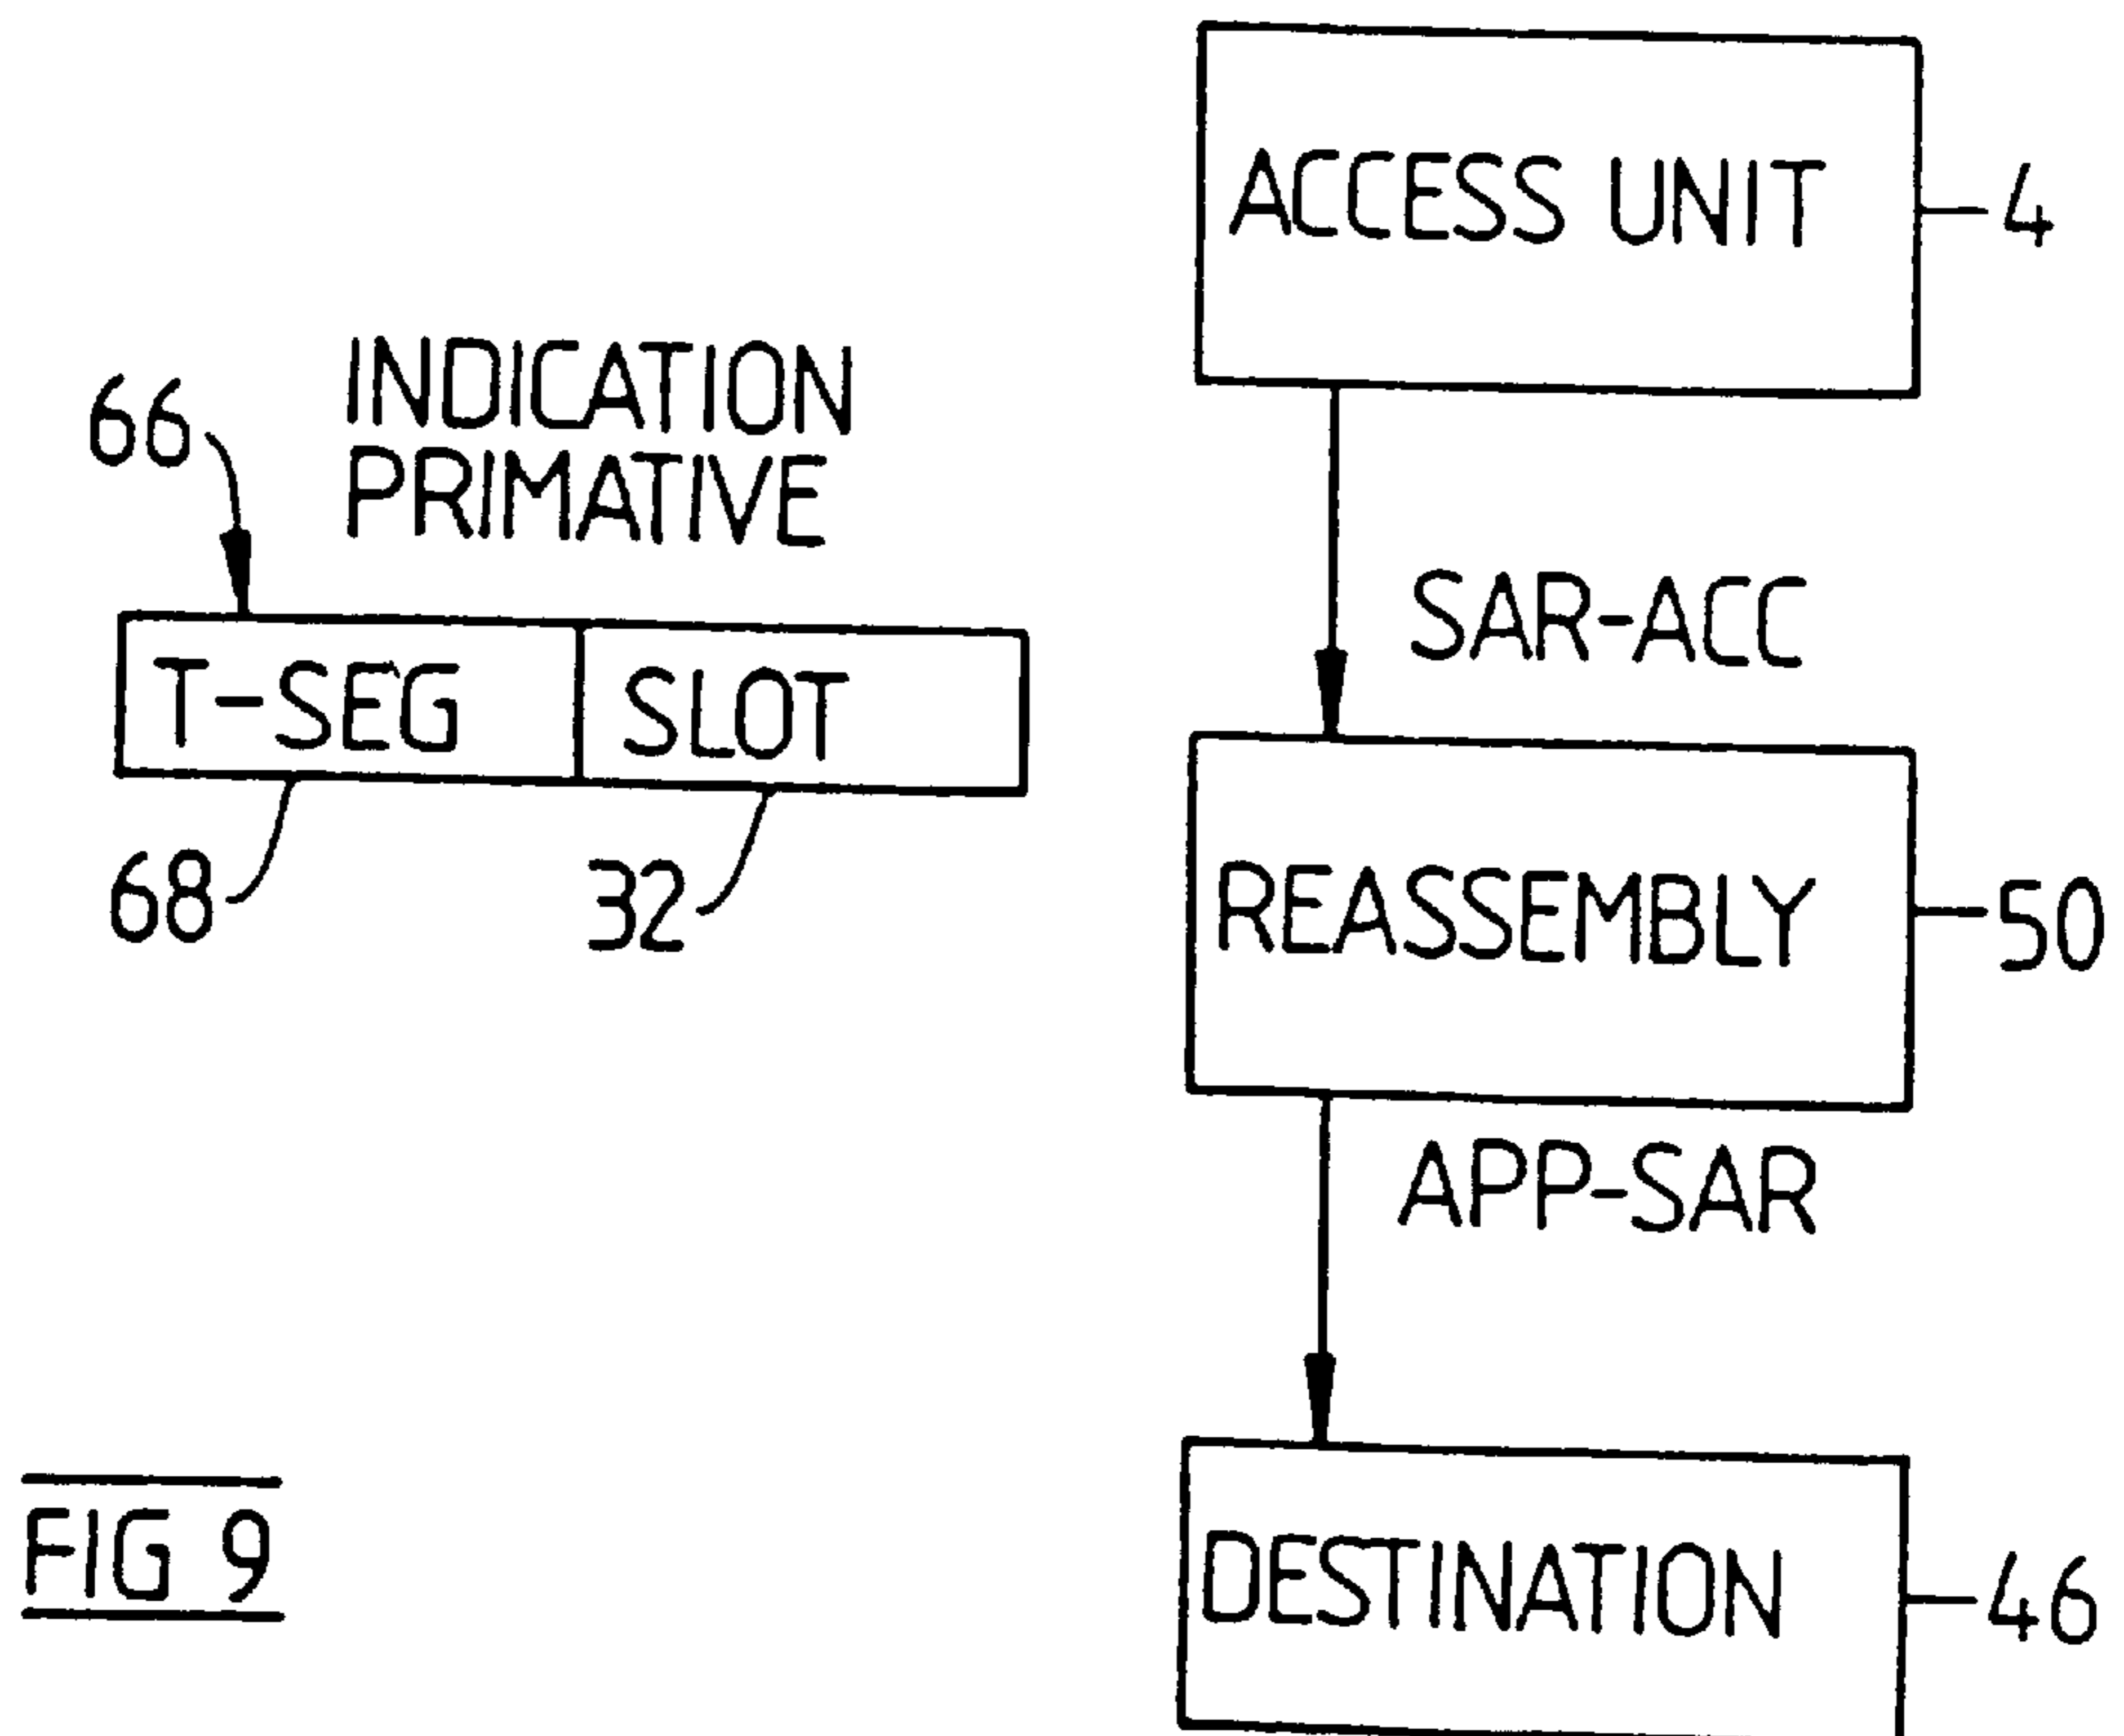 ACCESS UNIT
4
66
INDICATION
PRIMATIVE
SAR-ACC
T-SEG
SLOT
68
32
REASSEMBLY
50
APP-SAR
FIG 9
DESTINATION
46